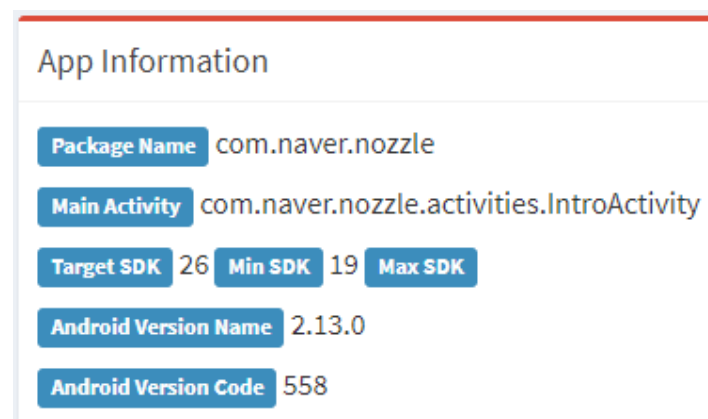 App Information
Package Name com.naver.nozzle
Main Activity com.naver.nozzle.activities.IntroActivity
Target SDK 26 Min SDK 19 Max SDK
Android Version Name 2.13.0
Android Version Code 558